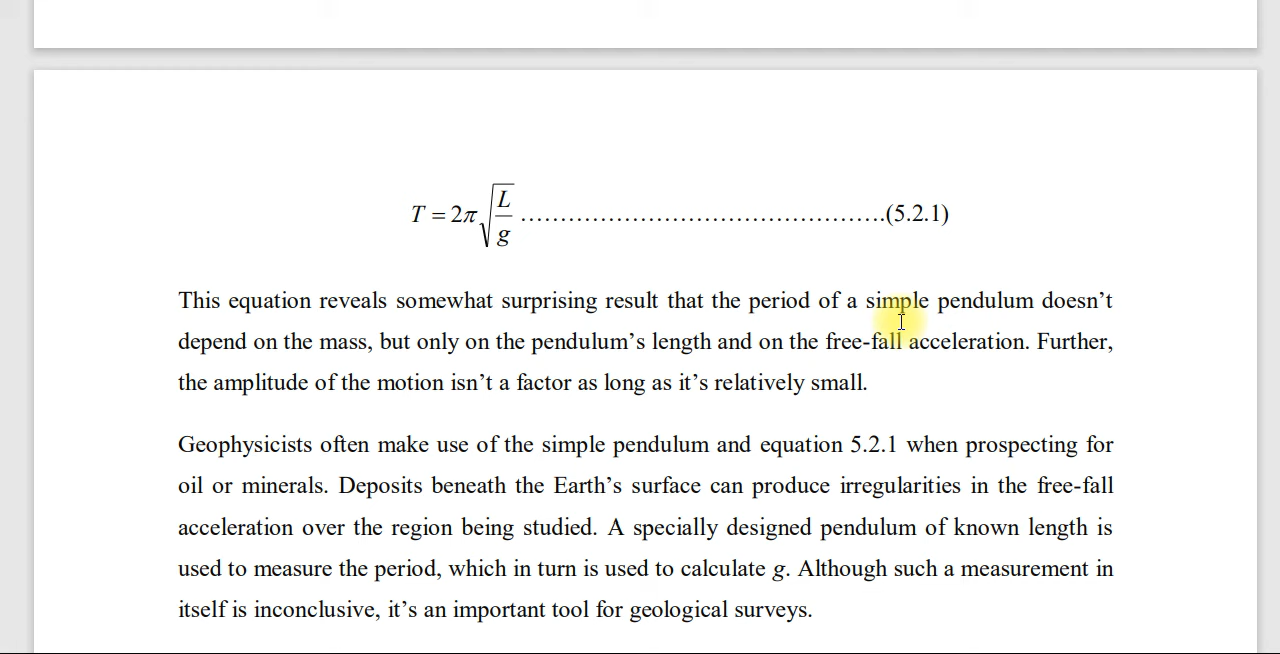 T = 2π√(L/g) ………………………………………(5.2.1)
This equation reveals somewhat surprising result that the period of a simple pendulum doesn’t
depend on the mass, but only on the pendulum’s length and on the free-fall acceleration. Further,
the amplitude of the motion isn’t a factor as long as it’s relatively small.
Geophysicists often make use of the simple pendulum and equation 5.2.1 when prospecting for
oil or minerals. Deposits beneath the Earth’s surface can produce irregularities in the free-fall
acceleration over the region being studied. A specially designed pendulum of known length is
used to measure the period, which in turn is used to calculate g. Although such a measurement in
itself is inconclusive, it’s an important tool for geological surveys.